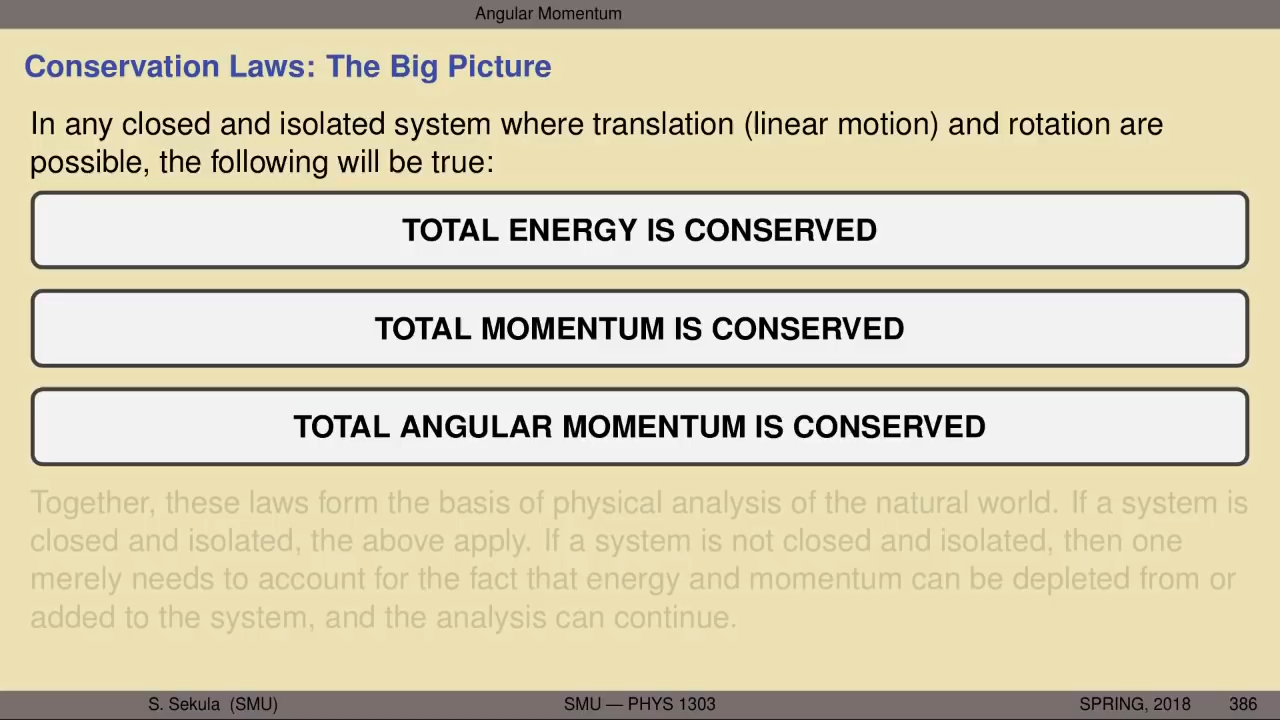 Angular Momentum
Conservation Laws: The Big Picture
In any closed and isolated system where translation (linear motion) and rotation are
possible, the following will be true:
TOTAL ENERGY IS CONSERVED
TOTAL MOMENTUM IS CONSERVED
TOTAL ANGULAR MOMENTUM IS CONSERVED
Together, these laws form the basis of physical analysis of the natural world. If a system is
closed and isolated, the above apply. If a system is not closed and isolated, then one
merely needs to account for the fact that energy and momentum can be depleted from or
added to the system, and the analysis can continue.
S. Sekula (SMU) SMU — PHYS 1303 SPRING, 2018 386